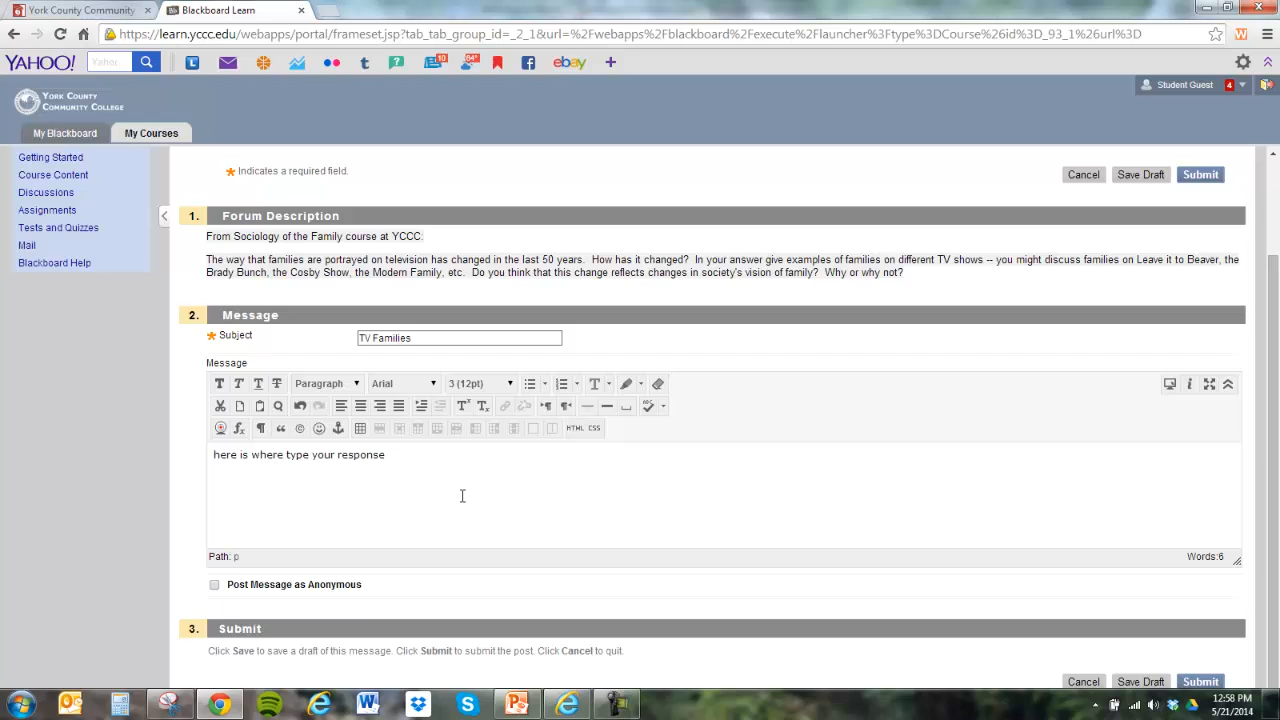 York County Community
Blackboard Learn
https://learn.yccc.edu/webapps/portal/frameset.jsp?tab_tab_group_id=_2_1&url=%2Fwebapps%2Fblackboard%2Fexecute%2Flauncher%3Ftype%3DCourse%26id%3D_93_1%26url%3D
YAHOO!
10
64°
ebay
YORK COUNTY
COMMUNITY COLLEGE
Student Guest 4
My Blackboard
My Courses
Getting Started
Course Content
Discussions
Assignments
Tests and Quizzes
Mail
Blackboard Help
Indicates a required field.
Cancel Save Draft Submit
1. Forum Description
From Sociology of the Family course at YCCC:
The way that families are portrayed on television has changed in the last 50 years. How has it changed? In your answer give examples of families on different TV shows -- you might discuss families on Leave it to Beaver, the
Brady Bunch, the Cosby Show, the Modern Family, etc. Do you think that this change reflects changes in society's vision of family? Why or why not?
2. Message
Subject TV Families
Message
T T T T Paragraph Arial 3 (12pt)
HTML CSS
here is where type your response
Path: p Words:6
Post Message as Anonymous
3. Submit
Click Save to save a draft of this message. Click Submit to submit the post. Click Cancel to quit.
Cancel Save Draft Submit
12:58 PM
5/21/2014